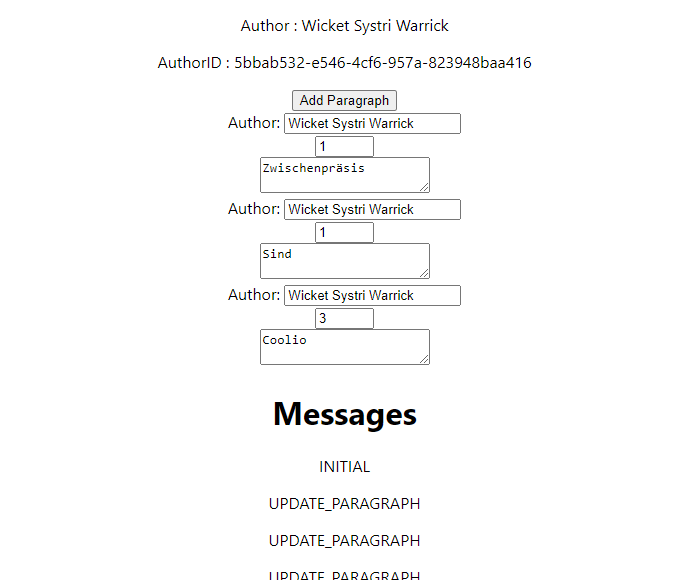 Author : Wicket Systri Warrick
AuthorID : 5bbab532-e546-4cf6-957a-823948baa416
Add Paragraph
Author: Wicket Systri Warrick
1
Zwischenpräsis
Author: Wicket Systri Warrick
1
Sind
Author: Wicket Systri Warrick
3
Coolio
Messages
INITIAL
UPDATE_PARAGRAPH
UPDATE_PARAGRAPH
UPDATE_PARAGRAPH